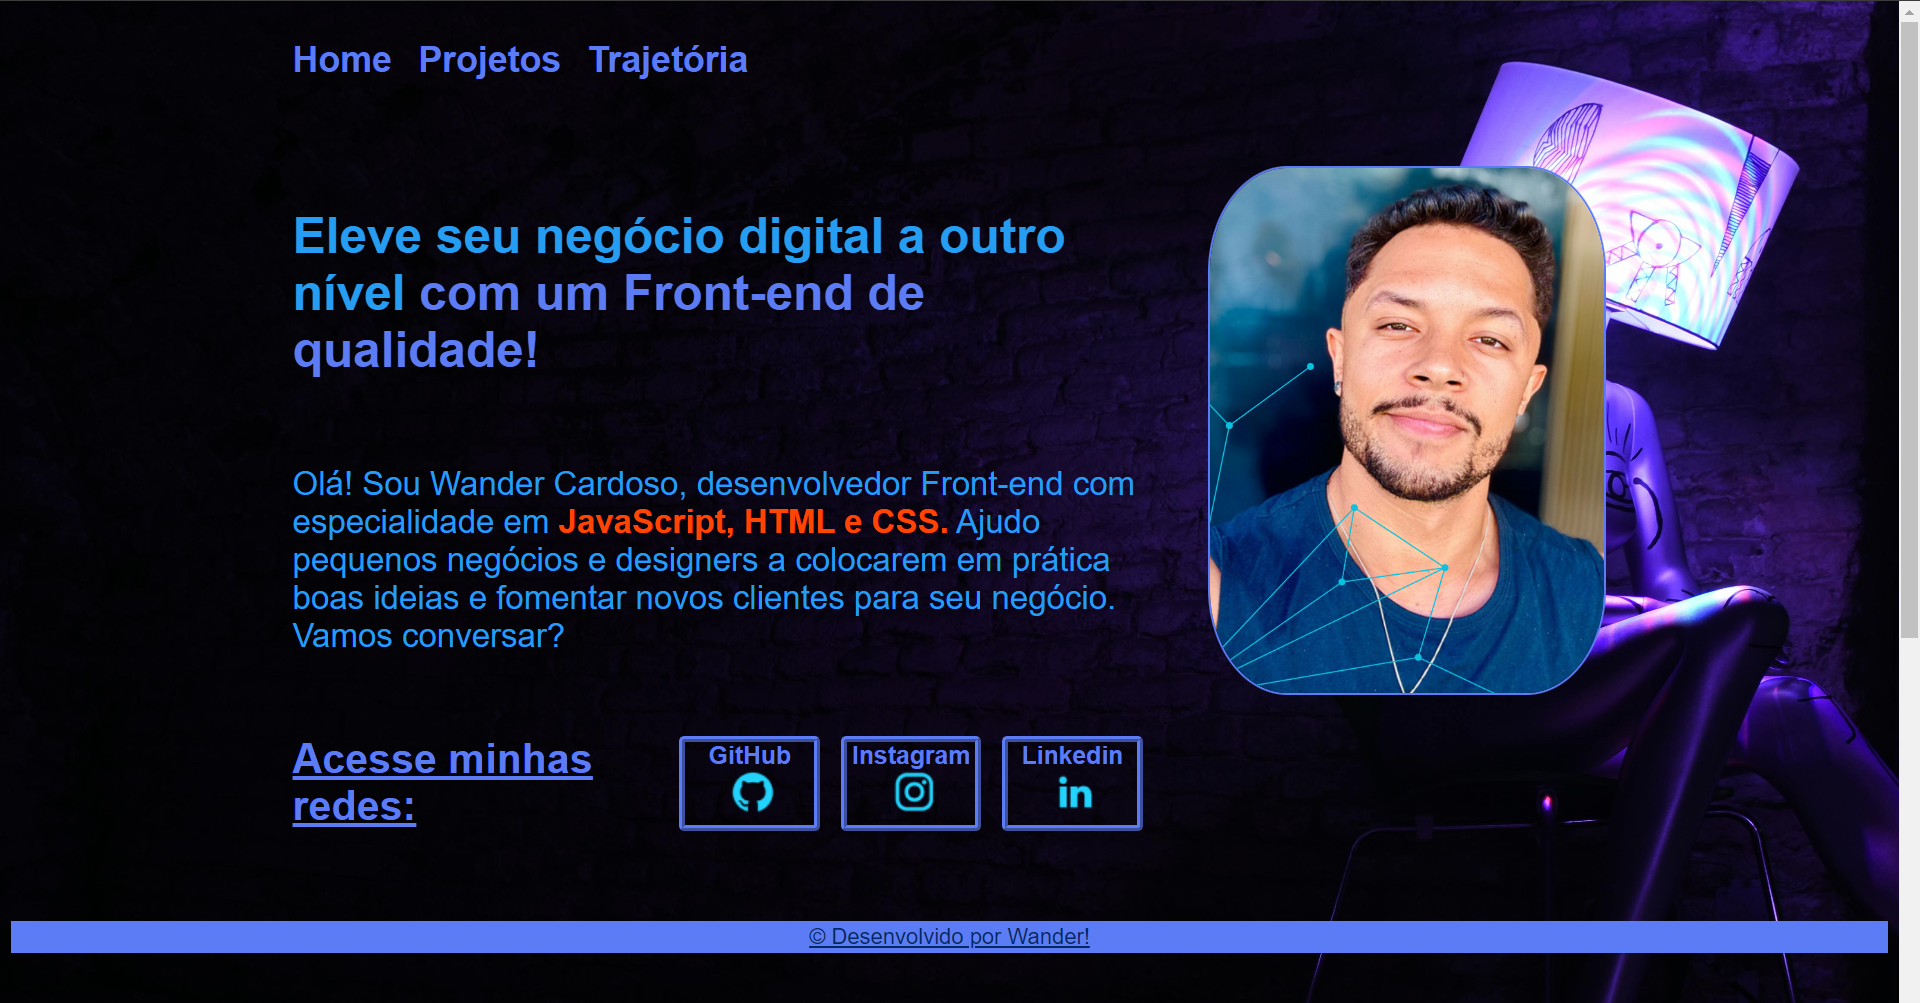 Home Projetos Trajetória
Eleve seu negócio digital a outro
nível com um Front-end de
qualidade!
Olá! Sou Wander Cardoso, desenvolvedor Front-end com
especialidade em JavaScript, HTML e CSS. Ajudo
pequenos negócios e designers a colocarem em prática
boas ideias e fomentar novos clientes para seu negócio.
Vamos conversar?
Acesse minhas
redes:
GitHub
Instagram
Linkedin
in
© Desenvolvido por Wander!